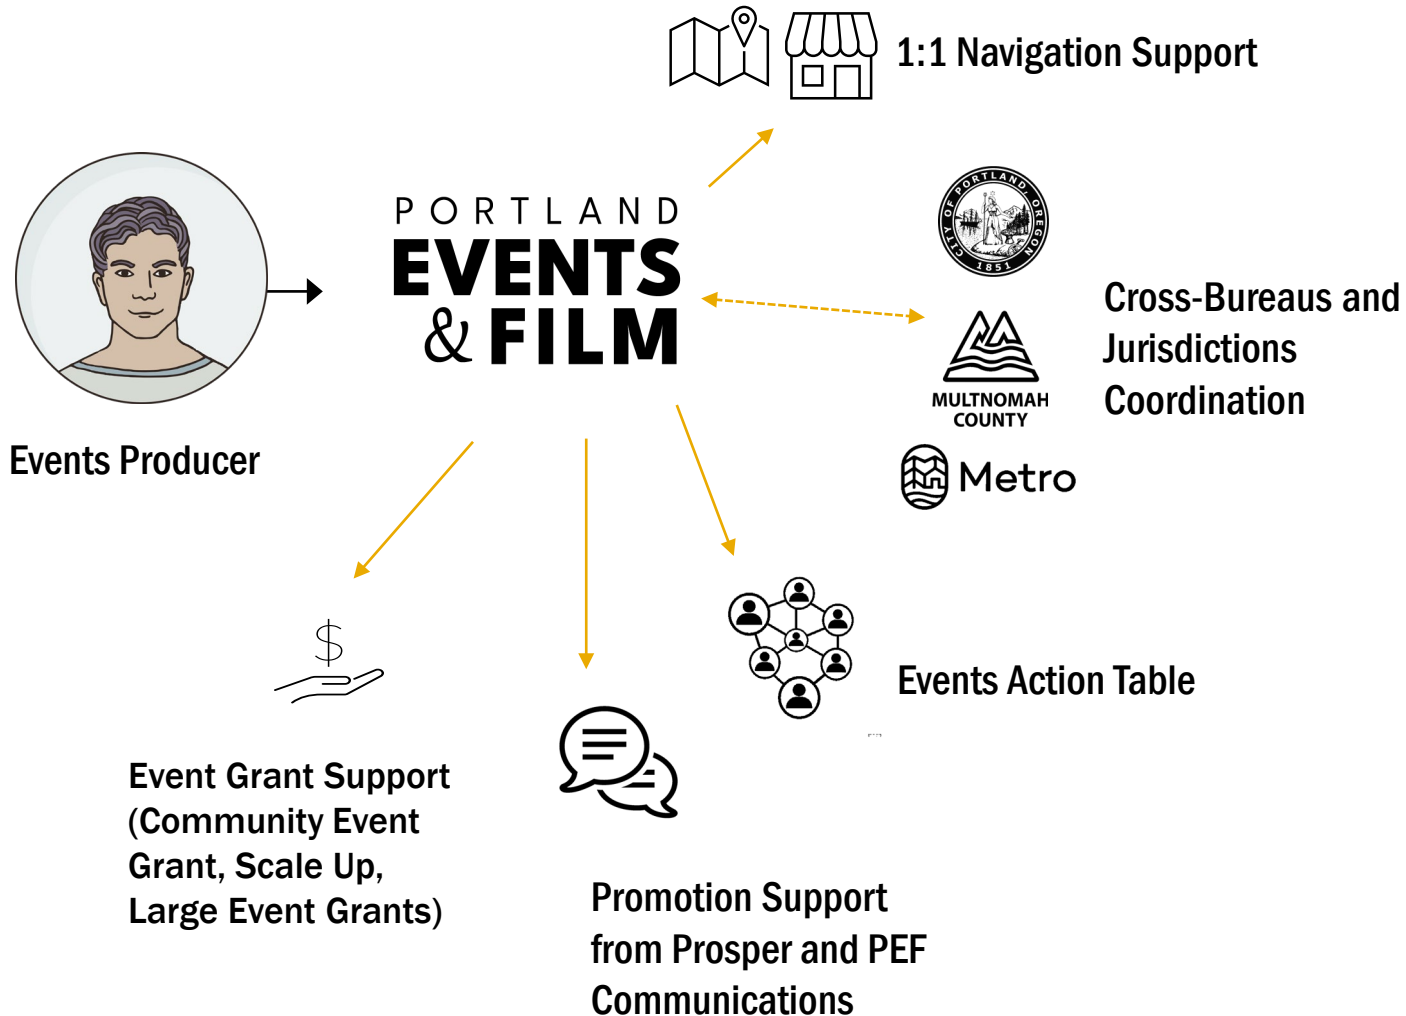 1:1 Navigation Support
CITY OF PORTLAND, OREGON
1851
PORTLAND
EVENTS
& FILM
Cross-Bureaus and
Jurisdictions
Coordination
MULTNOMAH
COUNTY
Metro
Events Producer
$
Events Action Table
Event Grant Support
(Community Event
Grant, Scale Up,
Large Event Grants)
Promotion Support
from Prosper and PEF
Communications